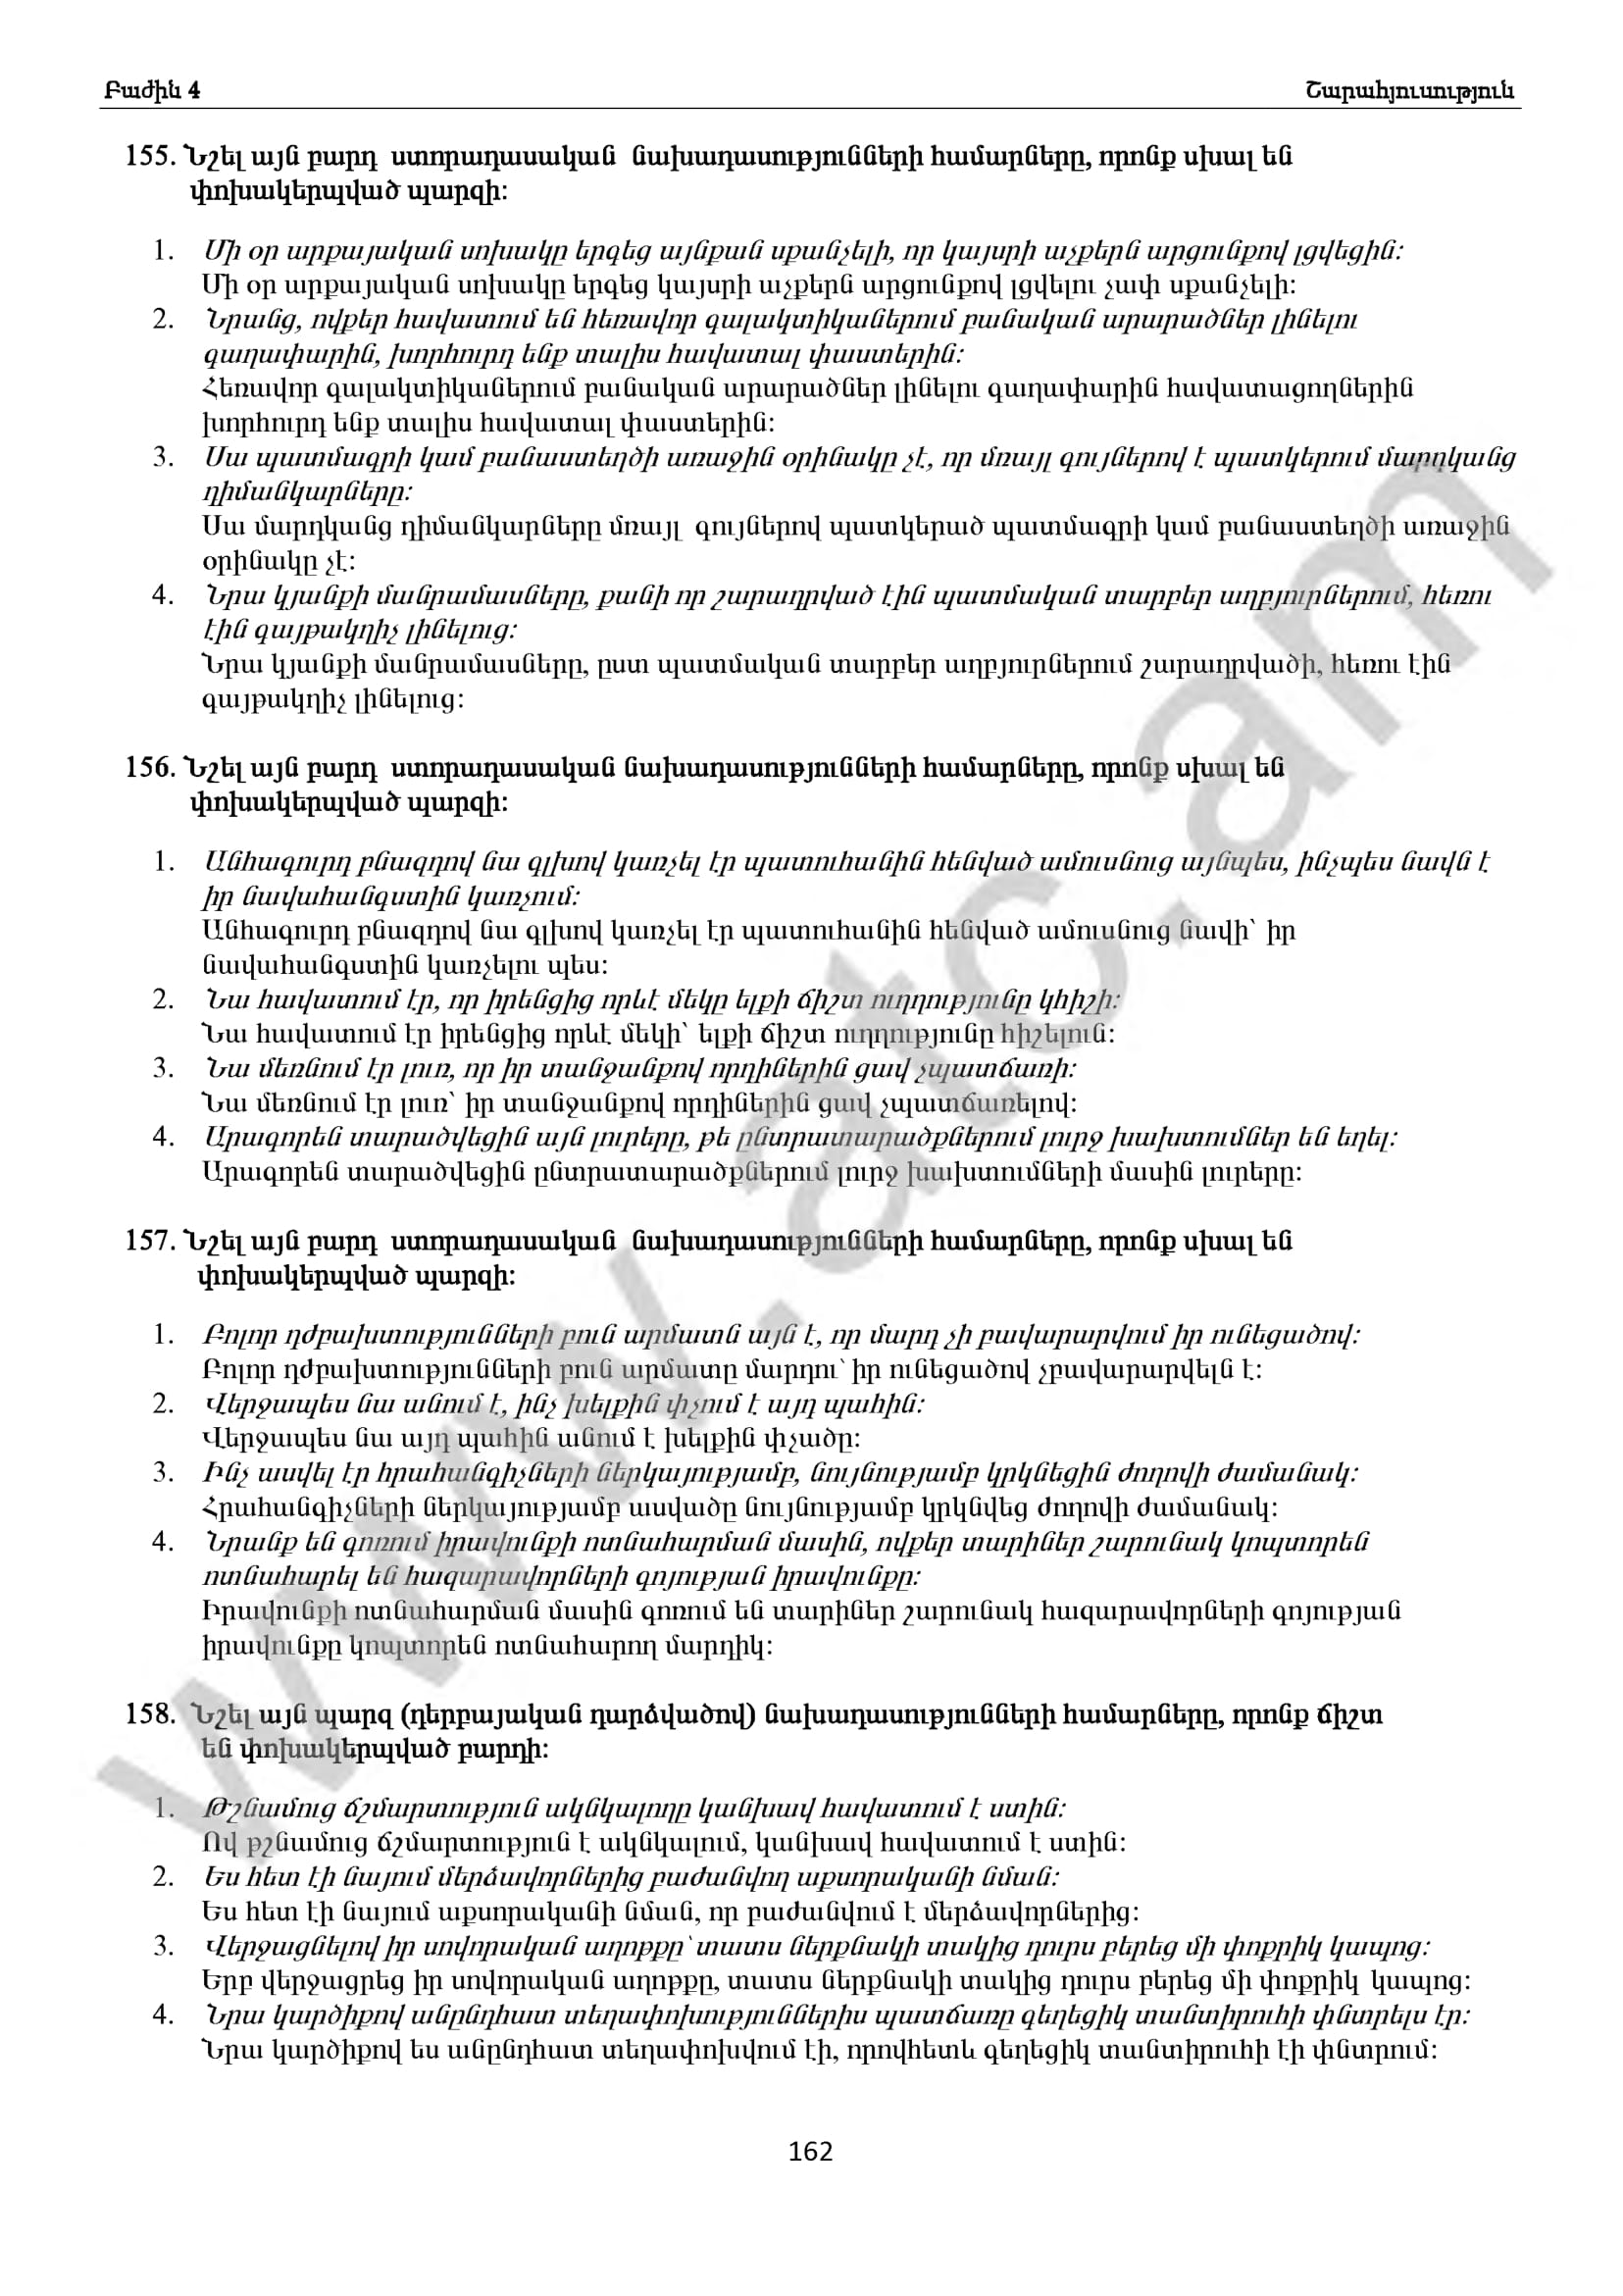 Բաժին 4 Շարահյուսություն
155. Նշել այն բարդ ստորադասական նախադասությունների համարները, որոնք սխալ են
փոխակերպված պարզի։
1. Մի օր արքայական սոխակը երգեց այնքան սքանչելի, որ կայսրի աչքերն արցունքով լցվեցին։
Մի օր արքայական սոխակը երգեց կայսրի աչքերն արցունքով լցվելու չափ սքանչելի։
2. Նրանց, ովքեր հավատում են հեռավոր գալակտիկաներում բանական արարածներ լինելու
գաղափարին, խորհուրդ ենք տալիս հավատալ փաստերին։
Հեռավոր գալակտիկաներում բանական արարածներ լինելու գաղափարին հավատացողներին
խորհուրդ ենք տալիս հավատալ փաստերին։
3. Սա պատմագրի կամ բանաստեղծի առաջին օրինակը չէ, որ մռայլ գույներով է պատկերում մարդկանց
դիմանկարները։
Սա մարդկանց դիմանկարները մռայլ գույներով պատկերած պատմագրի կամ բանաստեղծի առաջին
օրինակը չէ։
4. Նրա կյանքի մանրամասները, քանի որ շարադրված էին պատմական տարբեր աղբյուրներում, հեռու
էին գայթակղիչ լինելուց։
Նրա կյանքի մանրամասները, ըստ պատմական տարբեր աղբյուրներում շարադրվածի, հեռու էին
գայթակղիչ լինելուց։
156. Նշել այն բարդ ստորադասական նախադասությունների համարները, որոնք սխալ են
փոխակերպված պարզի։
1. Անհագուրդ բնազդով նա գլխով կառչել էր պատուհանին հենված ամուսնուց այնպես, ինչպես նավն է
իր նավահանգստին կառչում։
Անհագուրդ բնազդով նա գլխով կառչել էր պատուհանին հենված ամուսնուց նավի՝ իր
նավահանգստին կառչելու պես։
2. Նա հավատում էր, որ իրենցից որևէ մեկը ելքի ճիշտ ուղղությունը կհիշի։
Նա հավատում էր իրենցից որևէ մեկի՝ ելքի ճիշտ ուղղությունը հիշելուն։
3. Նա մեռնում էր լուռ, որ իր տանջանքով որդիներին ցավ չպատճառի։
Նա մեռնում էր լուռ՝ իր տանջանքով որդիներին ցավ չպատճառելով։
4. Արագորեն տարածվեցին այն լուրերը, թե ընտրատարածքներում լուրջ խախտումներ են եղել։
Արագորեն տարածվեցին ընտրատարածքներում լուրջ խախտումների մասին լուրերը։
157. Նշել այն բարդ ստորադասական նախադասությունների համարները, որոնք սխալ են
փոխակերպված պարզի։
1. Բոլոր դժբախտությունների բուն արմատն այն է, որ մարդ չի բավարարվում իր ունեցածով։
Բոլոր դժբախտությունների բուն արմատը մարդու՝ իր ունեցածով չբավարարվելն է։
2. Վերջապես նա անում է, ինչ խելքին փչում է այդ պահին։
Վերջապես նա այդ պահին անում է խելքին փչածը։
3. Ինչ ասվել էր հրահանգիչների ներկայությամբ, նույնությամբ կրկնեցին ժողովի ժամանակ։
Հրահանգիչների ներկայությամբ ասվածը նույնությամբ կրկնվեց ժողովի ժամանակ։
4. Նրանք են գոռում իրավունքի ոտնահարման մասին, ովքեր տարիներ շարունակ կոպտորեն
ոտնահարել են հազարավորների գոյության իրավունքը։
Իրավունքի ոտնահարման մասին գոռում են տարիներ շարունակ հազարավորների գոյության
իրավունքը կոպտորեն ոտնահարող մարդիկ։
158. Նշել այն պարզ (դերբայական դարձվածով) նախադասությունների համարները, որոնք ճիշտ
են փոխակերպված բարդի։
1. Թշնամուց ճշմարտություն ակնկալողը կանխավ հավատում է ստին։
Ով թշնամուց ճշմարտություն է ակնկալում, կանխավ հավատում է ստին։
2. Ես հետ էի նայում մերձավորներից բաժանվող աքսորականի նման։
Ես հետ էի նայում աքսորականի նման, որ բաժանվում է մերձավորներից։
3. Վերջացնելով իր սովորական աղոթքը՝ տատս ներքնակի տակից դուրս բերեց մի փոքրիկ կապոց։
Երբ վերջացրեց իր սովորական աղոթքը, տատս ներքնակի տակից դուրս բերեց մի փոքրիկ կապոց։
4. Նրա կարծիքով անընդհատ տեղափոխություններիս պատճառը գեղեցիկ տանտիրուհի փնտրելս էր։
Նրա կարծիքով ես անընդհատ տեղափոխվում էի, որովհետև գեղեցիկ տանտիրուհի էի փնտրում։
www.atc.am
162